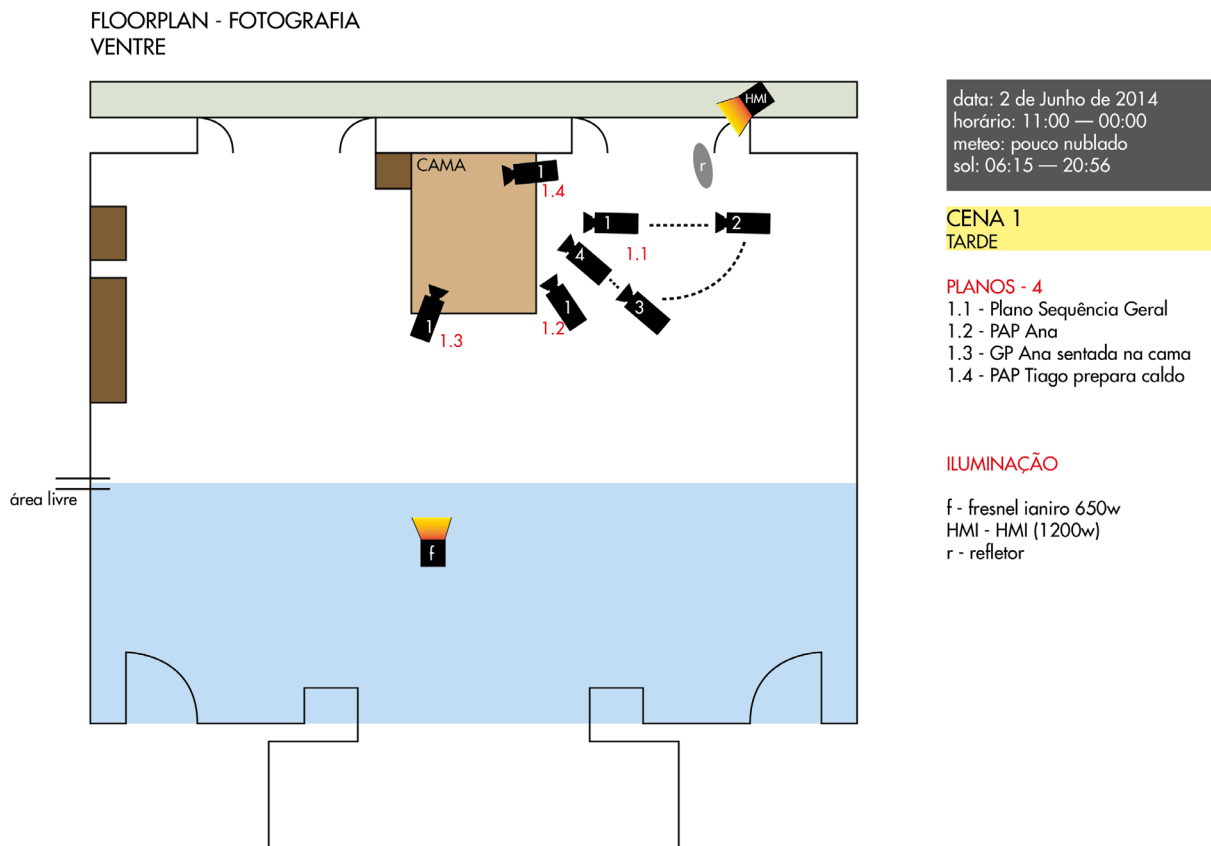 FLOORPLAN - FOTOGRAFIA
VENTRE
HMI
data: 2 de Junho de 2014
horário: 11:00 — 00:00
meteo: pouco nublado
sol: 06:15 — 20:56
CAMA
r
1
1.4
1
2
1.1
4
3
1
1.2
1
1.3
CENA 1
TARDE
PLANOS - 4
1.1 - Plano Sequência Geral
1.2 - PAP Ana
1.3 - GP Ana sentada na cama
1.4 - PAP Tiago prepara caldo
ILUMINAÇÃO
f - fresnel ianiro 650w
HMI - HMI (1200w)
r - refletor
área livre
f